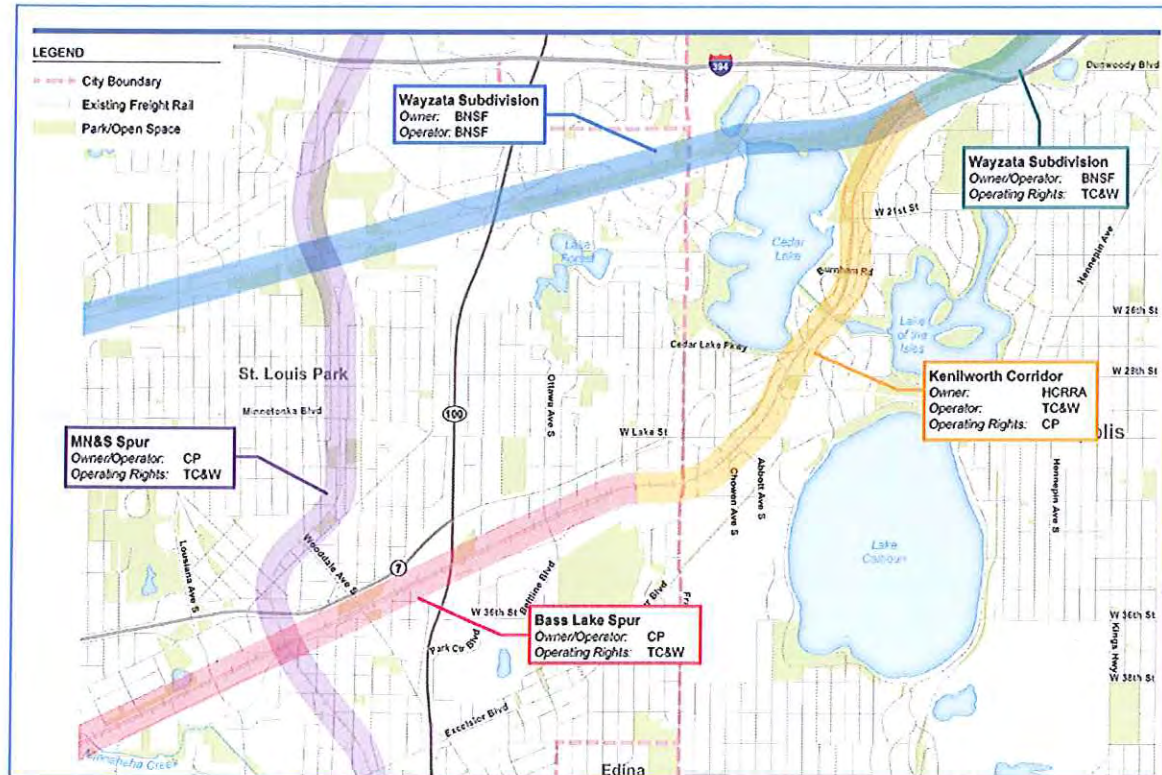 LEGEND
City Boundary
Existing Freight Rail
Park/Open Space
394
Dunwoody Blvd
Wayzata Subdivision
Owner: BNSF
Operator: BNSF
Wayzata Subdivision
Owner/Operator: BNSF
Operating Rights: TC&W
W 21st St
Hennepin Ave
Lake Forest
Cedar Lake
Burnham Rd
W 26th St
Lake of the Isles
Cedar Lake Pkwy
W 28th St
St. Louis Park
Kenilworth Corridor
Owner: HCRRA
Operator: TC&W
Operating Rights: CP
Minnetonka Blvd
100
Ottawa Ave S
W Lake St
olis
MN&S Spur
Owner/Operator: CP
Operating Rights: TC&W
Chowen Ave S
Abbott Ave S
Hennepin Ave S
Louisiana Ave S
Wooddale Ave S
7
Lake Calhoun
Beltline Blvd
W 36th St
Blvd
W 36th St
Bass Lake Spur
Owner/Operator: CP
Operating Rights: TC&W
Park Ctr Blvd
Kings Hwy
W 38th St
Excelsior Blvd
Minnehaha Creek
Edina